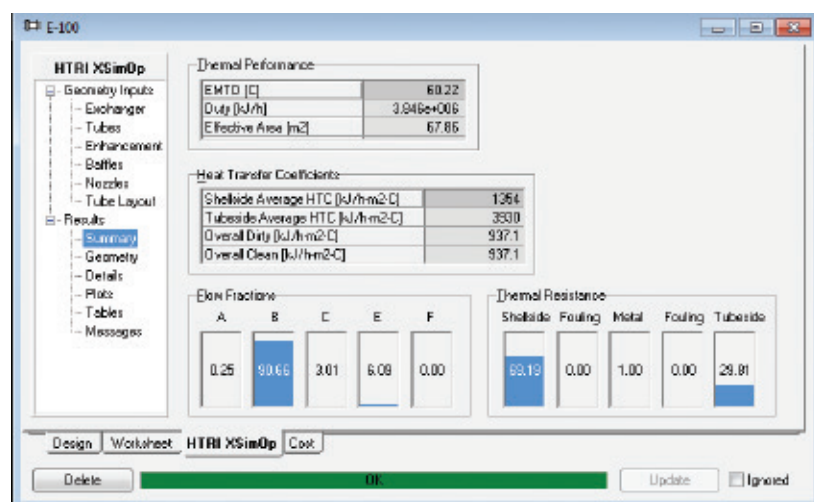 E-100
HTRI XSimOp
Geometry Inputs
Exchanger
Tubes
Enhancement
Baffles
Nozzles
Tube Layout
Results
Summary
Geometry
Details
Plots
Tables
Messages
Thermal Performance
EMTD [C] 60.22
Duty [kJ/h] 3.846e+006
Effective Area [m2] 67.86
Heat Transfer Coefficients
Shellside Average HTC [kJ/h-m2-C] 1354
Tubeside Average HTC [kJ/h-m2-C] 3930
Overall Dirty [kJ/h-m2-C] 937.1
Overall Clean [kJ/h-m2-C] 937.1
Flow Fractions
A B C E F
0.25 90.66 3.01 6.09 0.00
Thermal Resistance
Shellside Fouling Metal Fouling Tubeside
69.19 0.00 1.00 0.00 29.81
Design Worksheet HTRI XSimOp Cost
Delete OK Update Ignored